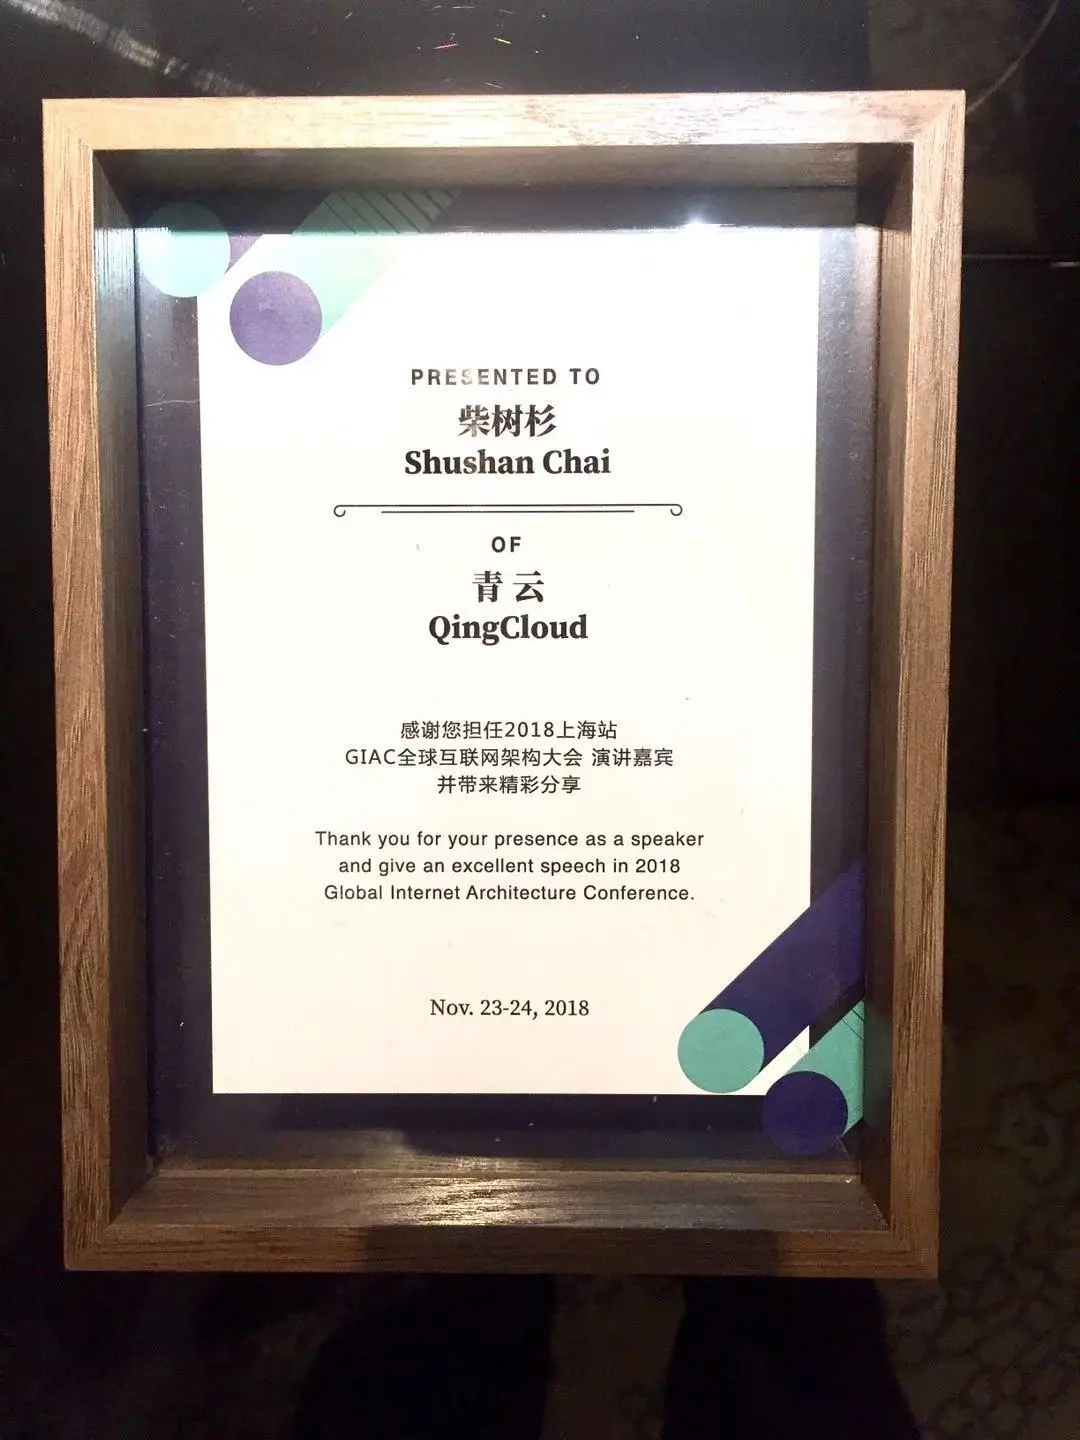 PRESENTED TO
柴树杉
Shushan Chai
OF
青云
QingCloud
感谢您担任2018上海站
GIAC全球互联网架构大会 演讲嘉宾
并带来精彩分享
Thank you for your presence as a speaker
and give an excellent speech in 2018
Global Internet Architecture Conference.
Nov. 23-24, 2018